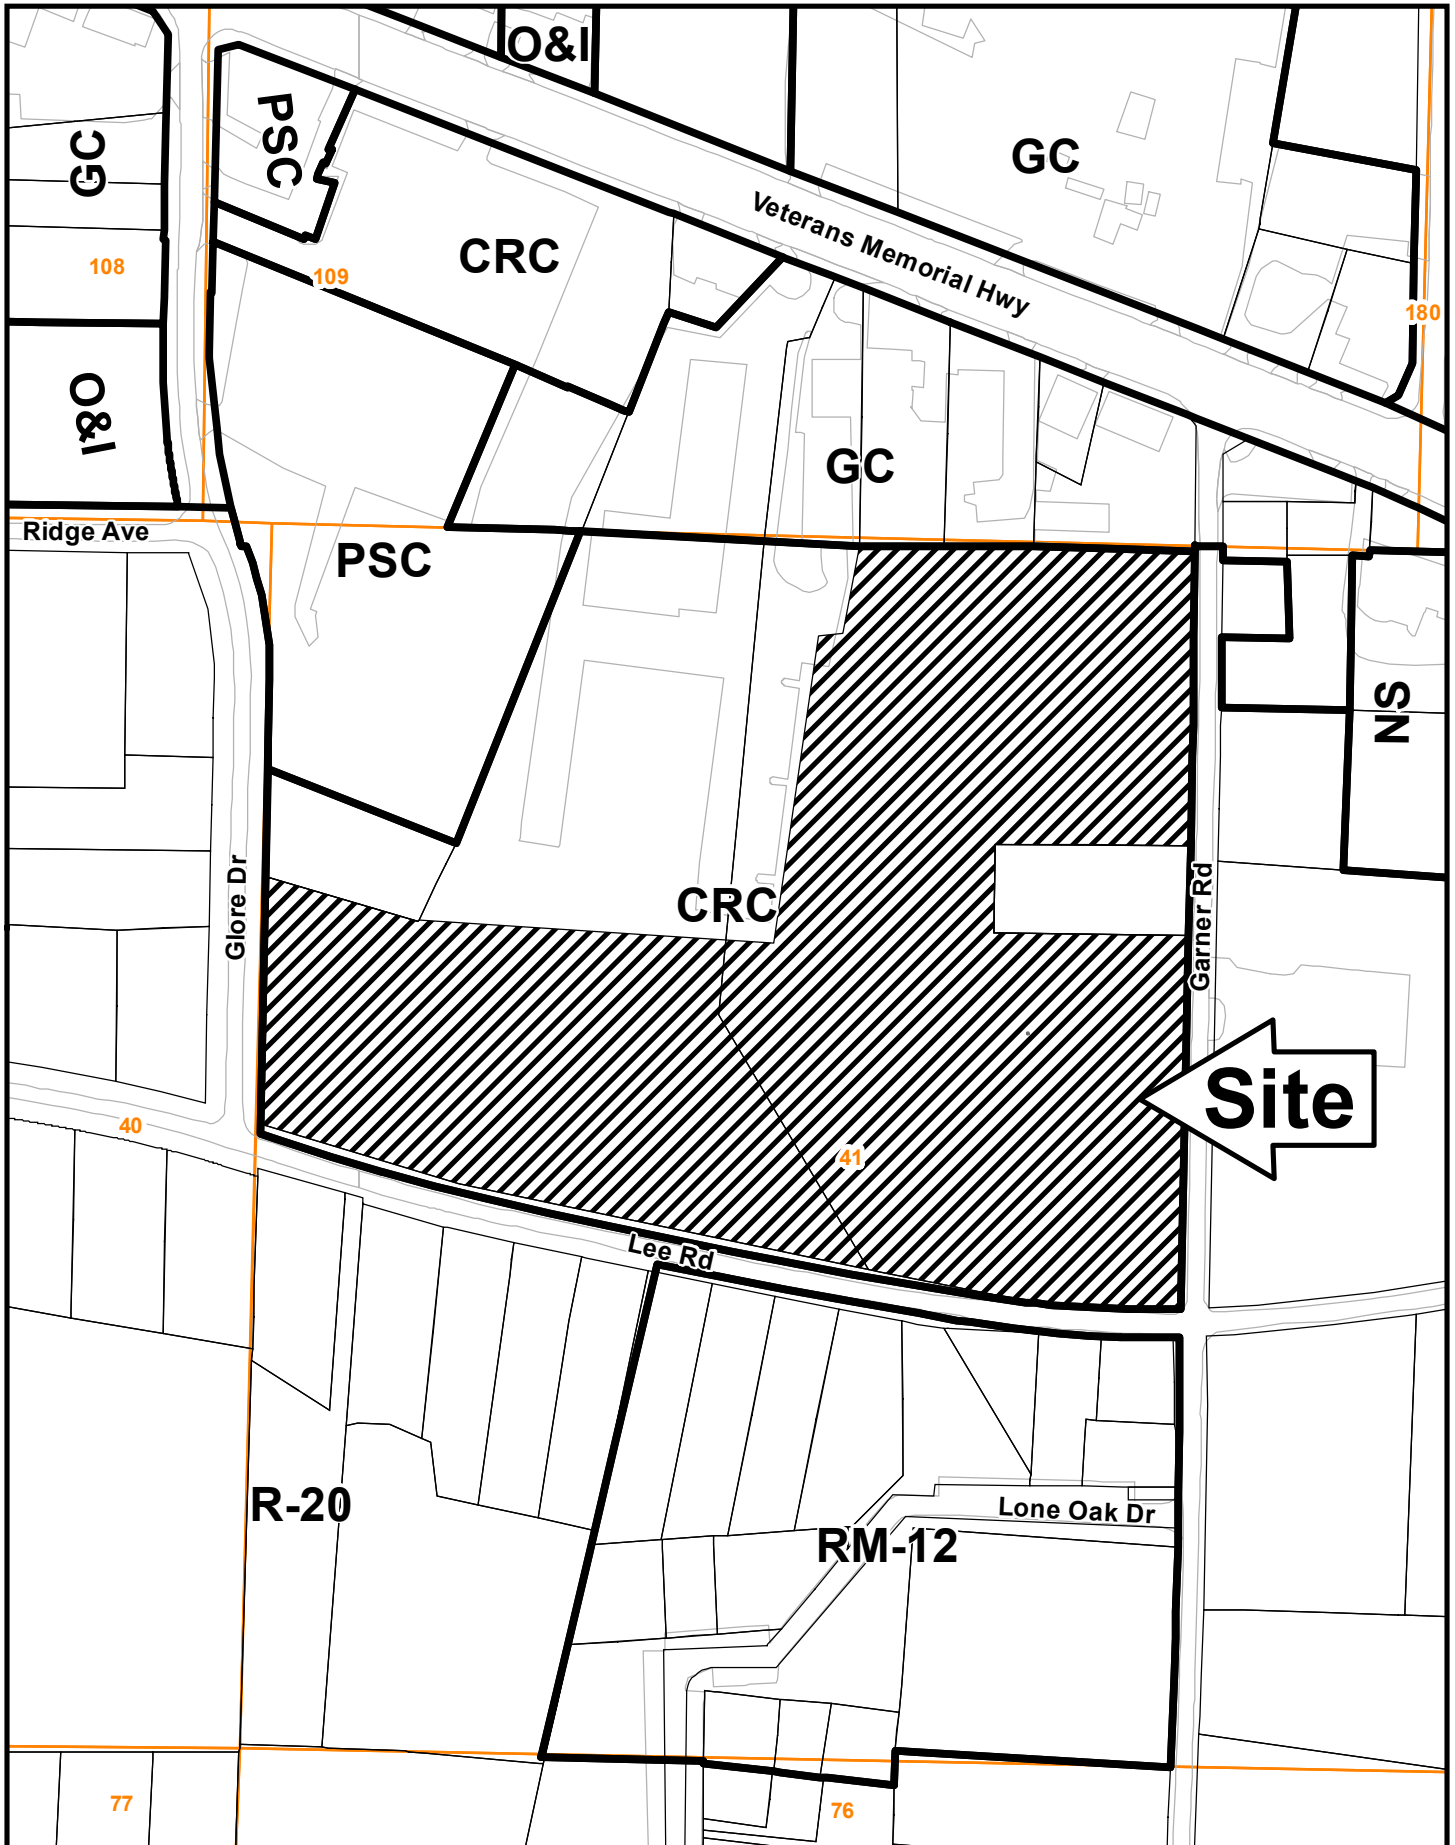 O&I
PSC
GC
GC
Veterans Memorial Hwy
CRC
108
109
180
O&I
GC
Ridge Ave
PSC
NS
CRC
Glore Dr
Garner Rd
Site
40
41
Lee Rd
R-20
Lone Oak Dr
RM-12
77
76